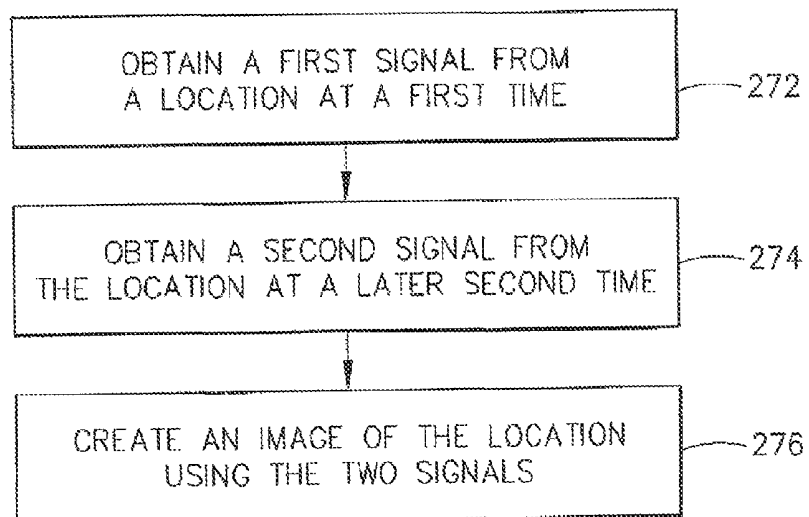 OBTAIN A FIRST SIGNAL FROM
A LOCATION AT A FIRST TIME
272
OBTAIN A SECOND SIGNAL FROM
THE LOCATION AT A LATER SECOND TIME
274
CREATE AN IMAGE OF THE LOCATION
USING THE TWO SIGNALS
276